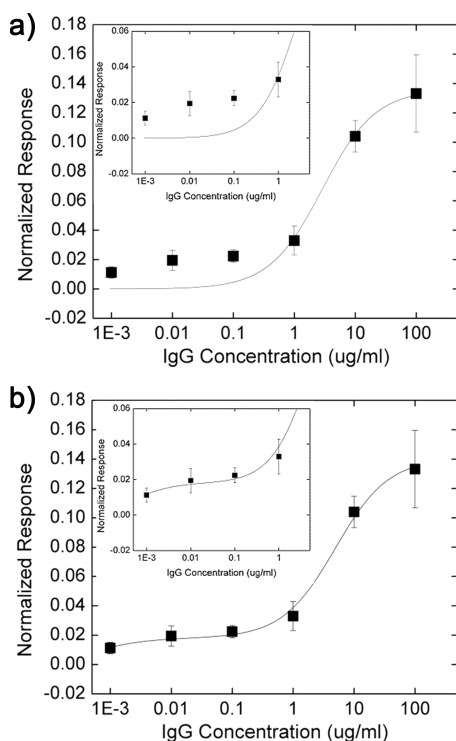 a)
0.18
0.16
0.14
0.12
0.10
0.08
0.06
0.04
0.02
0.00
-0.02
Normalized Response
1E-3 0.01 0.1 1 10 100
IgG Concentration (ug/ml)
0.06
0.04
0.02
0.00
-0.02
Normalized Response
1E-3 0.01 0.1 1
IgG Concentration (ug/ml)
b)
0.18
0.16
0.14
0.12
0.10
0.08
0.06
0.04
0.02
0.00
-0.02
Normalized Response
1E-3 0.01 0.1 1 10 100
IgG Concentration (ug/ml)
0.06
0.04
0.02
0.00
-0.02
Normalized Response
1E-3 0.01 0.1 1
IgG Concentration (ug/ml)